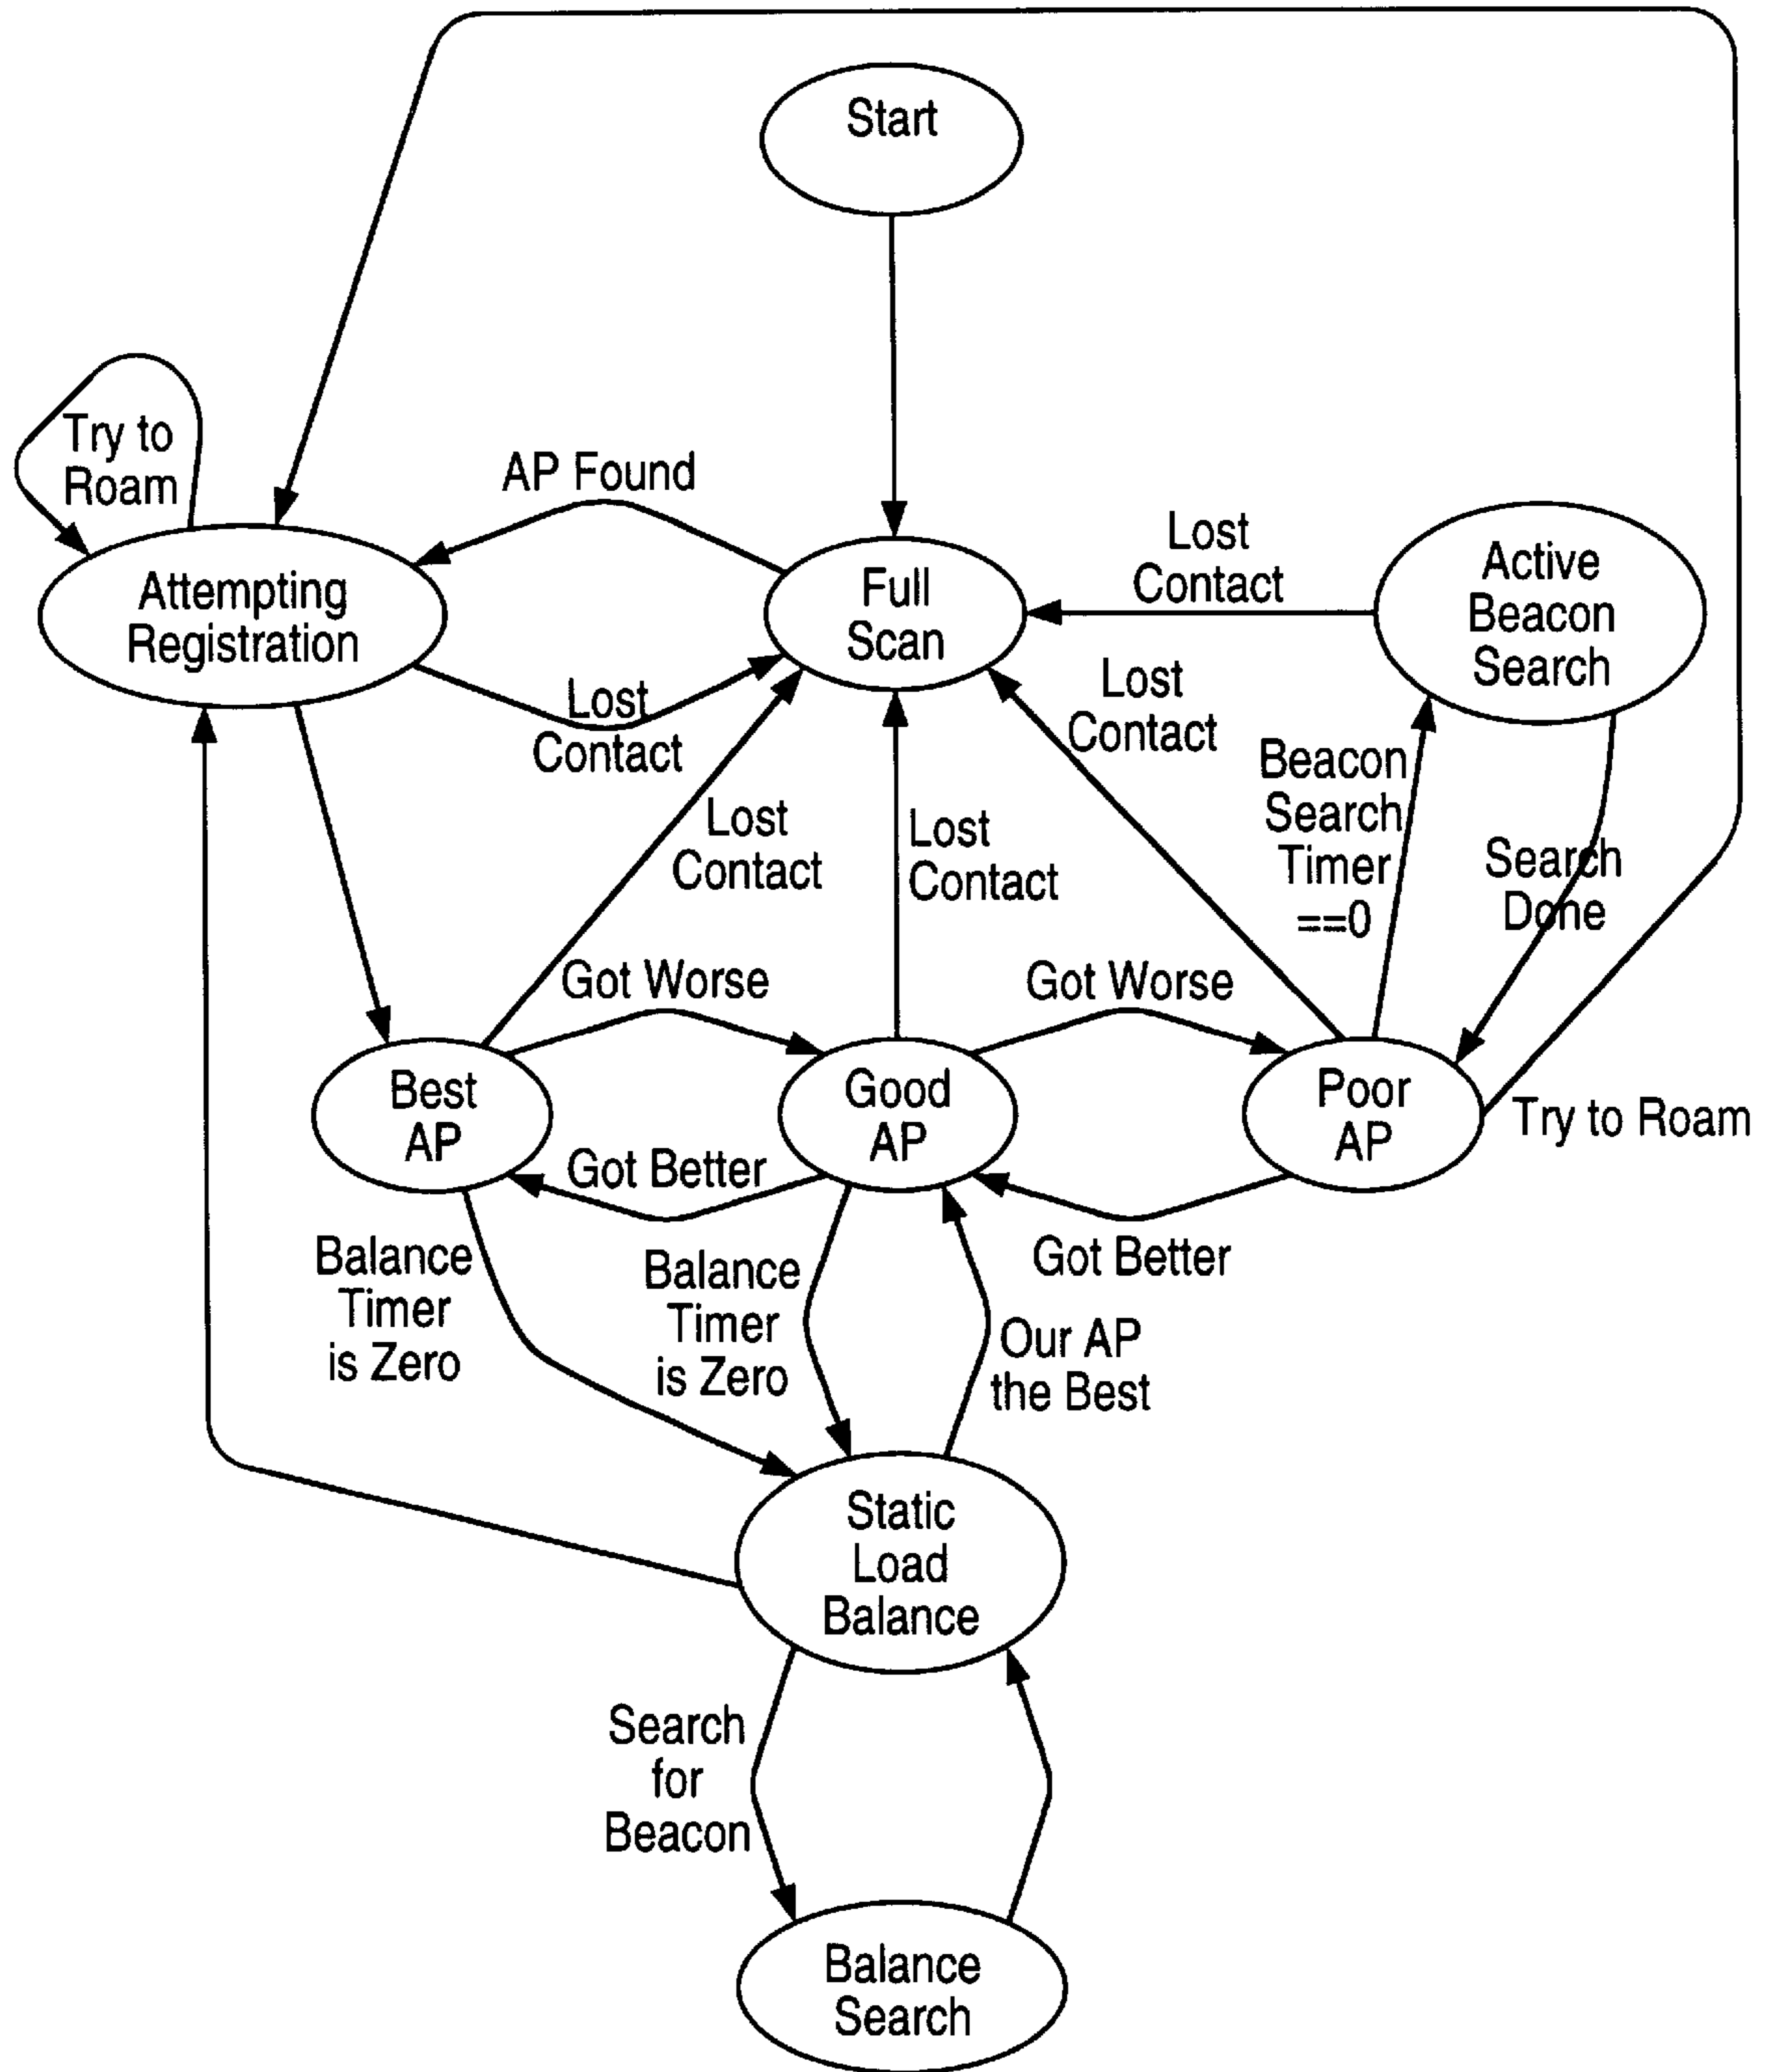 Start
Try to
Roam
AP Found
Attempting
Registration
Full
Scan
Lost
Contact
Active
Beacon
Search
Lost
Contact
Lost
Contact
Lost
Contact
Lost
Contact
Beacon
Search
Timer
==0
Search
Done
Got Worse
Got Worse
Best
AP
Good
AP
Poor
AP
Try to Roam
Got Better
Got Better
Balance
Timer
is Zero
Balance
Timer
is Zero
Our AP
the Best
Static
Load
Balance
Search
for
Beacon
Balance
Search